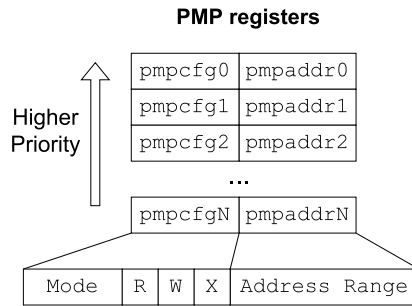 PMP registers
Higher
Priority
pmpcfg0 pmpaddr0
pmpcfg1 pmpaddr1
pmpcfg2 pmpaddr2
...
pmpcfgN pmpaddrN
Mode R W X Address Range